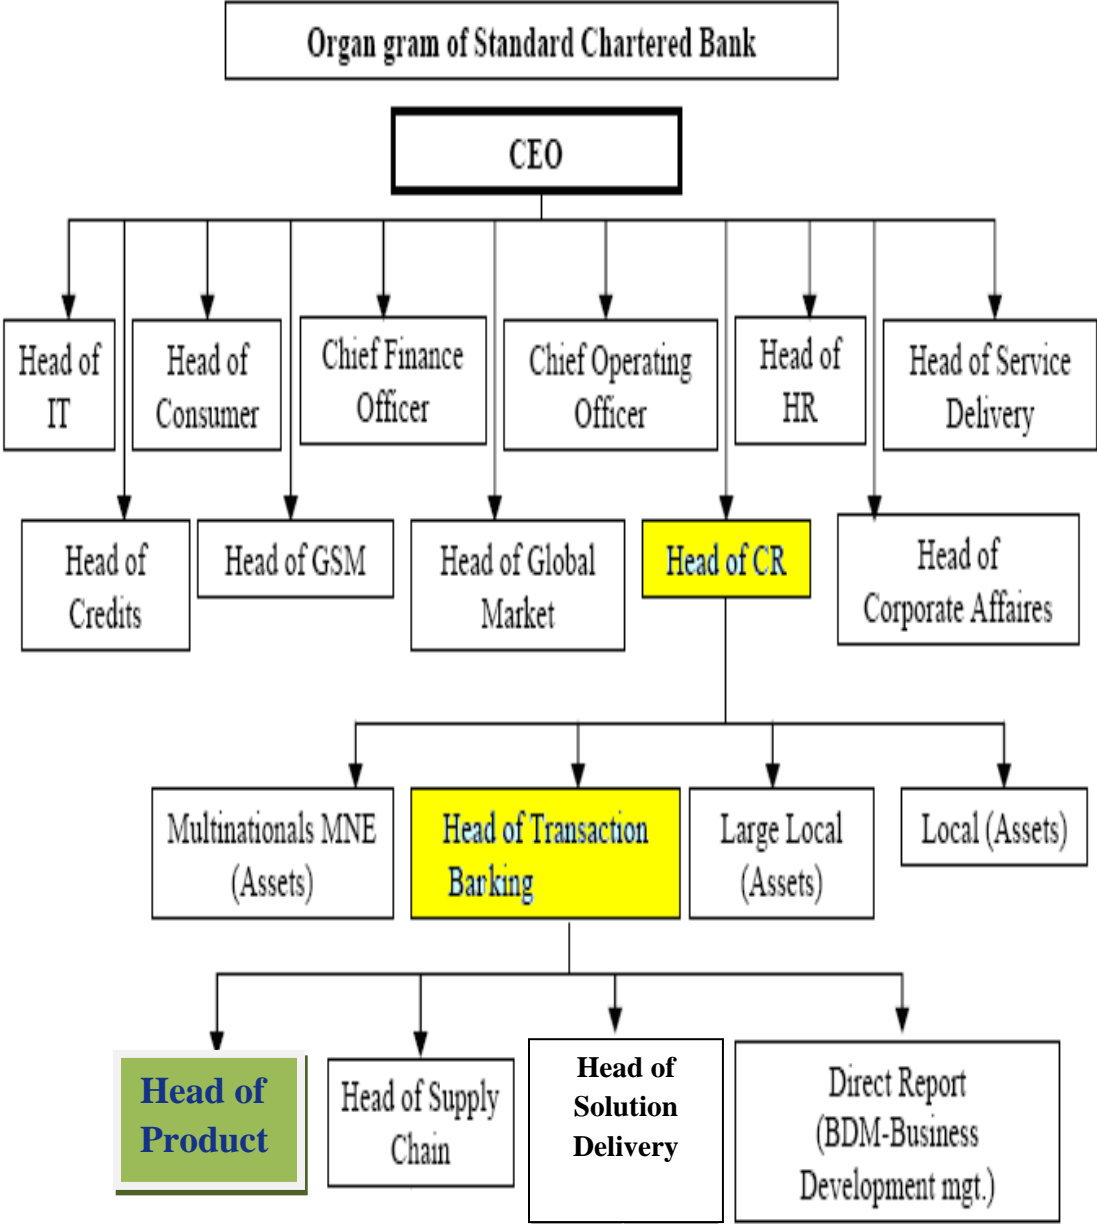 Organ gram of Standard Chartered Bank
CEO
Head of
IT
Head of
Consumer
Chief Finance
Officer
Chief Operating
Officer
Head of
HR
Head of Service
Delivery
Head of
Credits
Head of GSM
Head of Global
Market
Head of CR
Head of
Corporate Affaires
Multinationals MNE
(Assets)
Head of Transaction
Banking
Large Local
(Assets)
Local (Assets)
Head of
Product
Head of Supply
Chain
Head of
Solution
Delivery
Direct Report
(BDM-Business
Development mgt.)